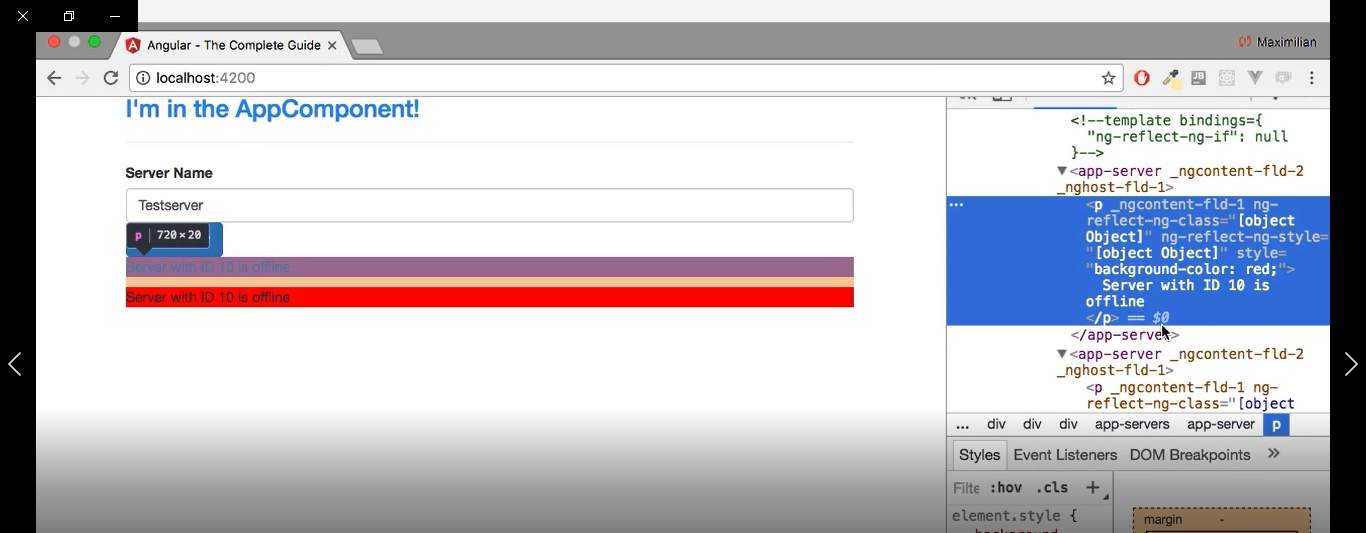 Angular - The Complete Guide
Maximilian
localhost:4200
I'm in the AppComponent!
Server Name
Testserver
p 720 × 20
Server with ID 10 is offline
Server with ID 10 is offline
<!--template bindings={
"ng-reflect-ng-if": null
}-->
<app-server _ngcontent-fld-2
_nghost-fld-1>
<p _ngcontent-fld-1 ng-
reflect-ng-class="[object
Object]" ng-reflect-ng-style=
"[object Object]" style=
"background-color: red;">
Server with ID 10 is
offline
</p> == $0
</app-server>
<app-server _ngcontent-fld-2
_nghost-fld-1>
<p _ngcontent-fld-1 ng-
reflect-ng-class="[object
... div div div app-servers app-server p
Styles Event Listeners DOM Breakpoints »
Filte :hov .cls +
element.style {
margin -